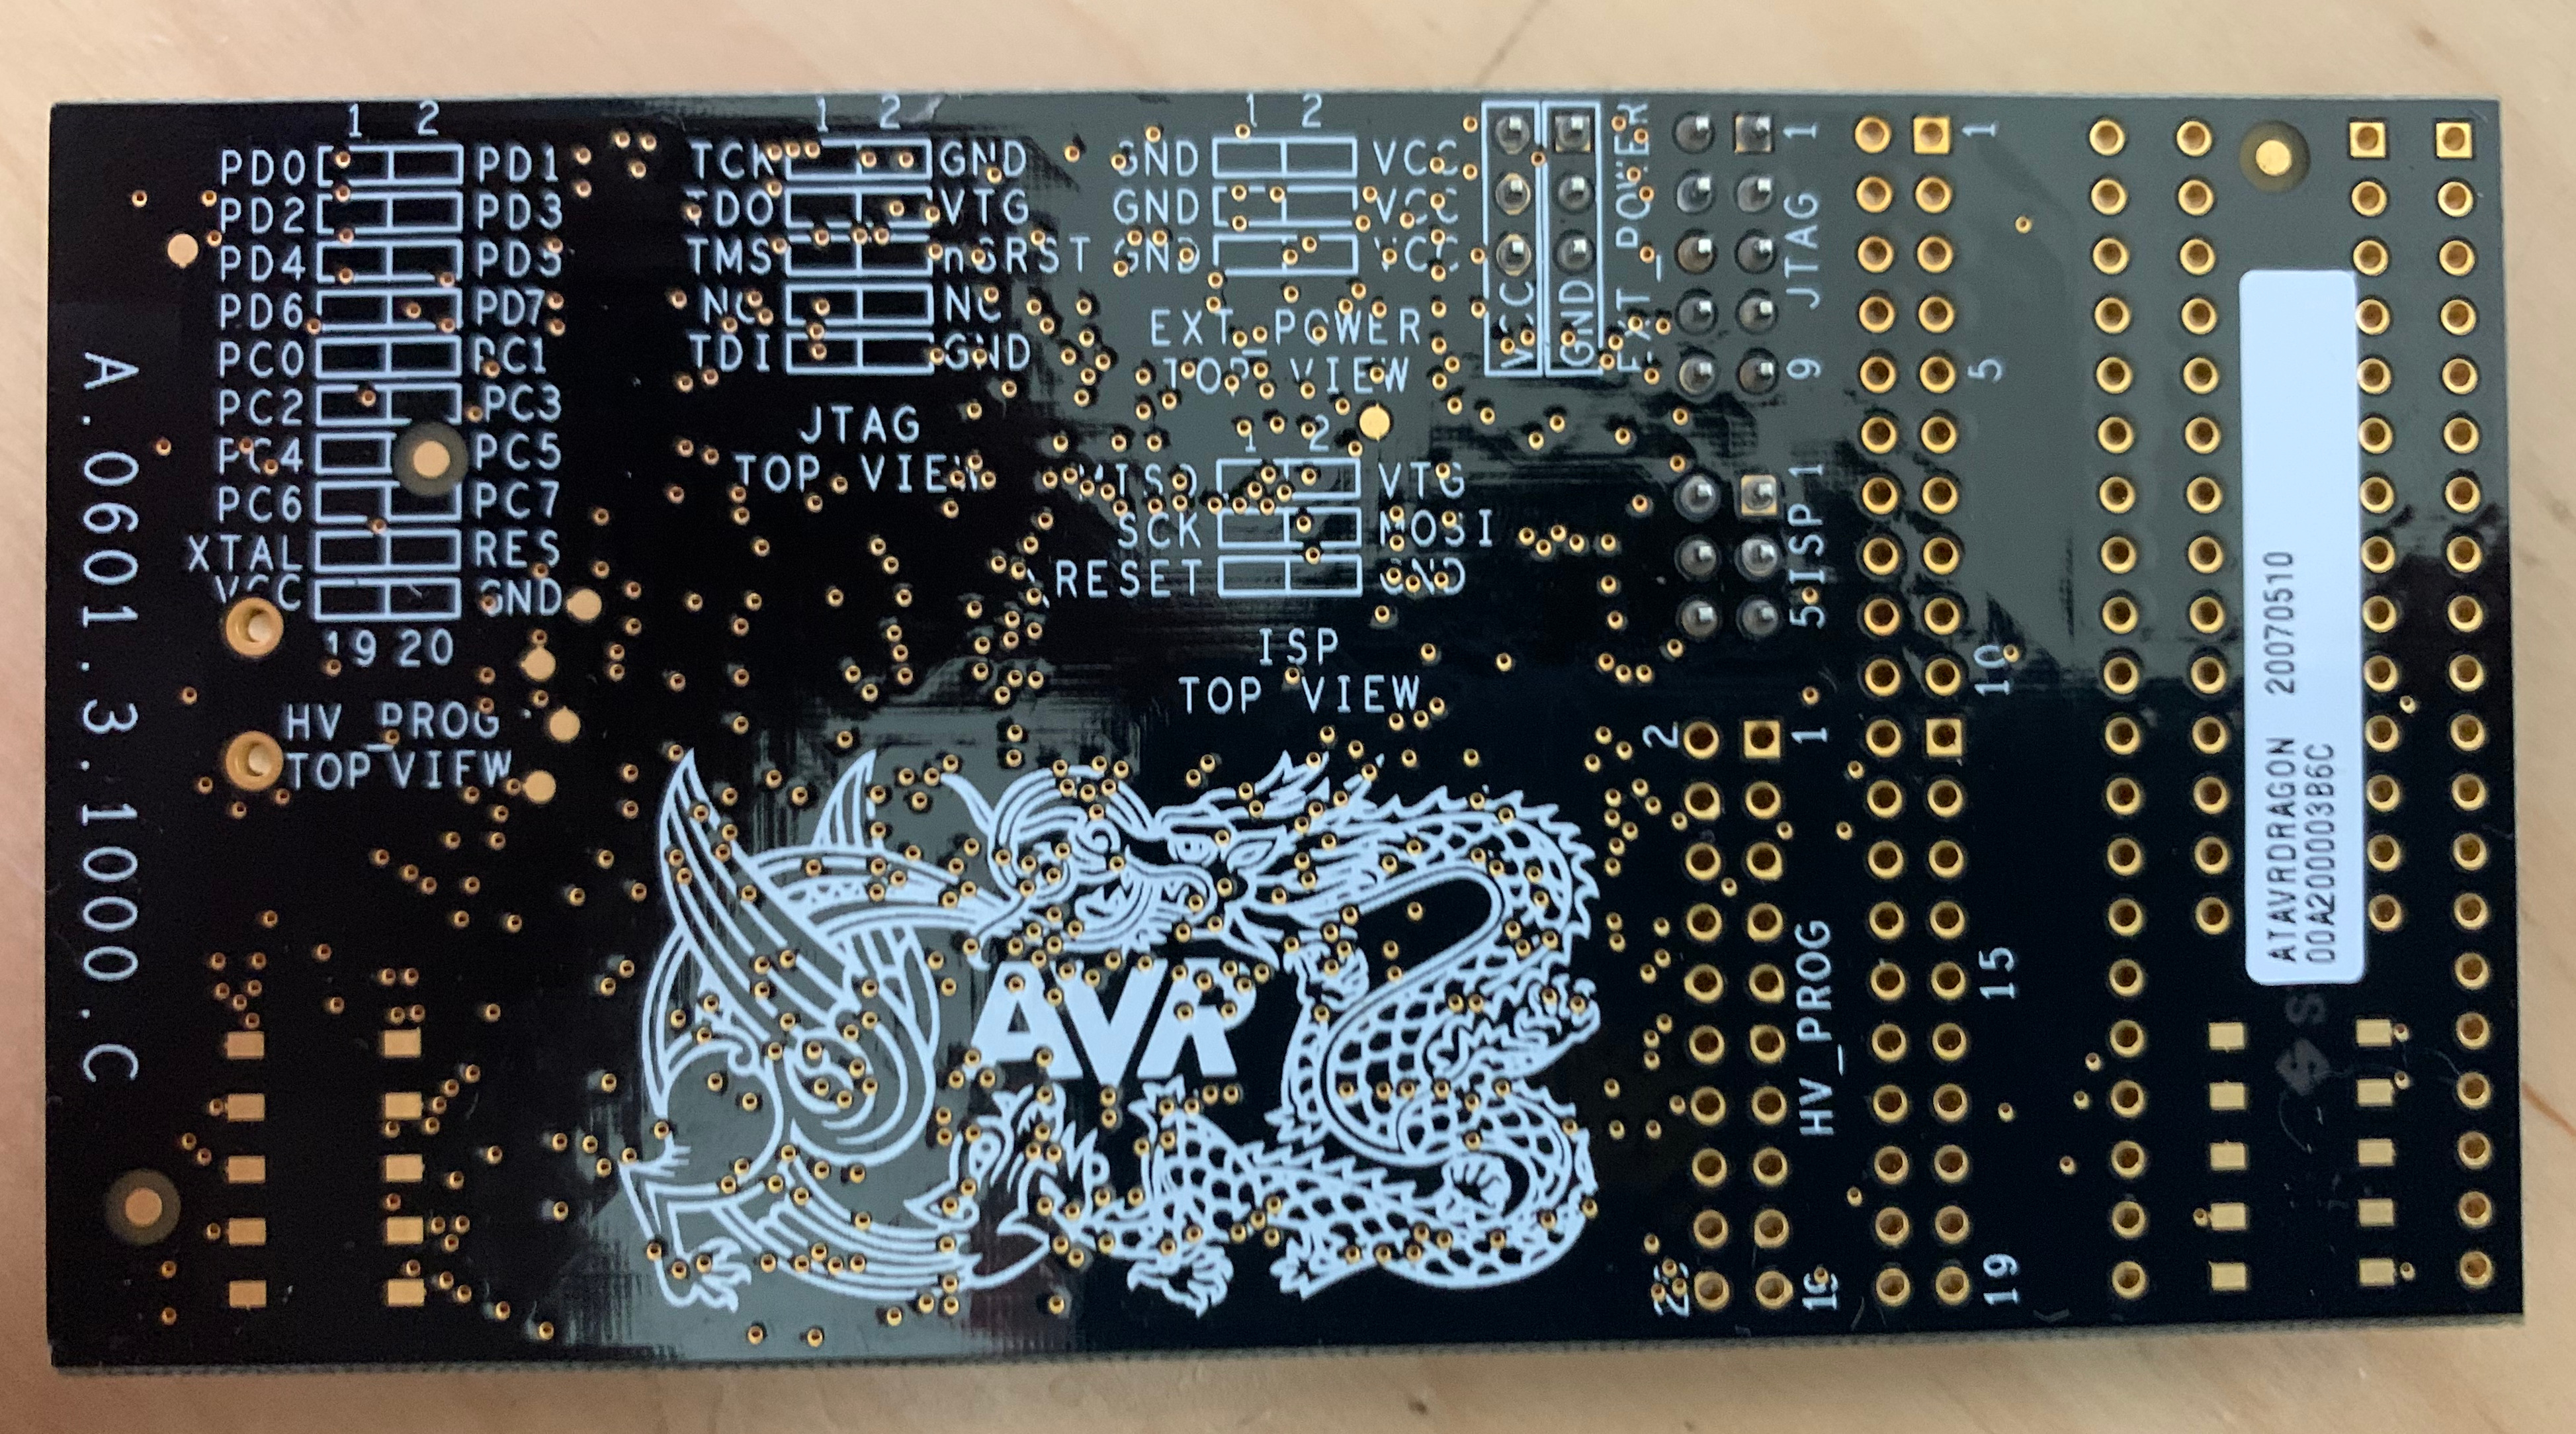 1 2
PD0 PD1
PD2 PD3
PD4 PD5
PD6 PD7
PC0 PC1
PC2 PC3
PC4 PC5
PC6 PC7
XTAL RES
VCC GND
19 20
HV_PROG
TOP VIEW
1 2
TCK GND
TDO VTG
TMS nSRST
NC NC
TDI GND
JTAG
TOP VIEW
1 2
GND VCC
GND VCC
GND VCC
EXT_POWER
TOP VIEW
1 2
MISO VTG
SCK MOSI
RESET GND
ISP
TOP VIEW
VCC
GND
EXT_POWER
9 JTAG 1
5 ISP 1
2
1
HV_PROG
19
20
1
5
10
15
19
A.0601.3.1000.C
AVR
ATAVRDRAGON 20070510
00A200003B6C